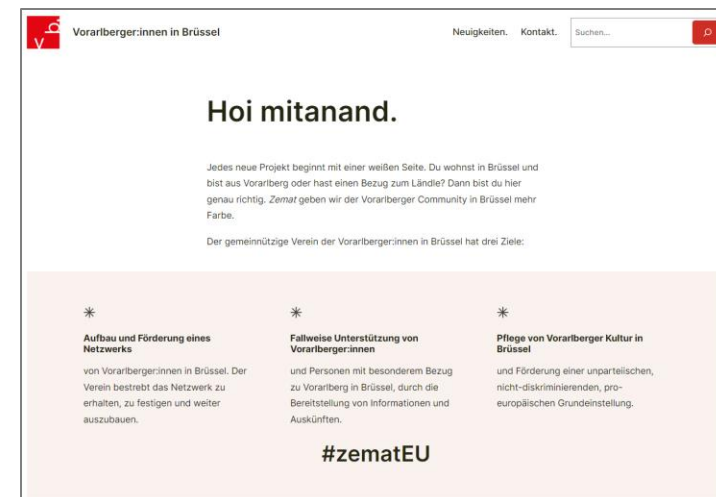 v b i
Vorarlberger:innen in Brüssel
Neuigkeiten. Kontakt. Suchen...
Hoi mitanand.
Jedes neue Projekt beginnt mit einer weißen Seite. Du wohnst in Brüssel und
bist aus Vorarlberg oder hast einen Bezug zum Ländle? Dann bist du hier
genau richtig. Zemat geben wir der Vorarlberger Community in Brüssel mehr
Farbe.
Der gemeinnützige Verein der Vorarlberger:innen in Brüssel hat drei Ziele:
Aufbau und Förderung eines
Netzwerks
von Vorarlberger:innen in Brüssel. Der
Verein bestrebt das Netzwerk zu
erhalten, zu festigen und weiter
auszubauen.
Fallweise Unterstützung von
Vorarlberger:innen
und Personen mit besonderem Bezug
zu Vorarlberg in Brüssel, durch die
Bereitstellung von Informationen und
Auskünften.
Pflege von Vorarlberger Kultur in
Brüssel
und Förderung einer unparteiischen,
nicht-diskriminierenden, pro-
europäischen Grundeinstellung.
#zematEU